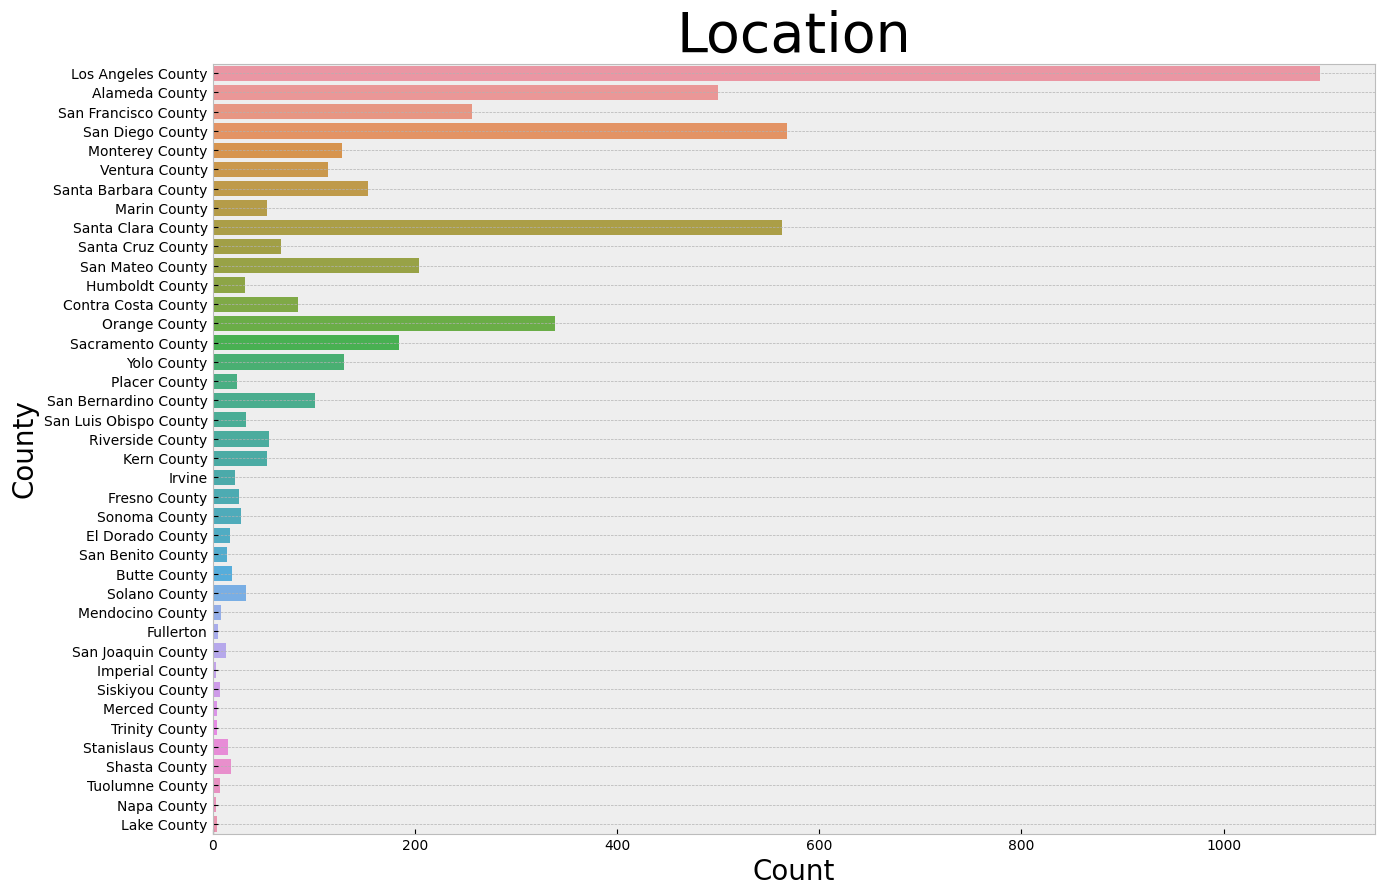 Location
Los Angeles County
Alameda County
San Francisco County
San Diego County
Monterey County
Ventura County
Santa Barbara County
Marin County
Santa Clara County
Santa Cruz County
San Mateo County
Humboldt County
Contra Costa County
Orange County
Sacramento County
Yolo County
Placer County
San Bernardino County
San Luis Obispo County
Riverside County
Kern County
Irvine
Fresno County
Sonoma County
El Dorado County
San Benito County
Butte County
Solano County
Mendocino County
Fullerton
San Joaquin County
Imperial County
Siskiyou County
Merced County
Trinity County
Stanislaus County
Shasta County
Tuolumne County
Napa County
Lake County
County
0 200 400 600 800 1000
Count